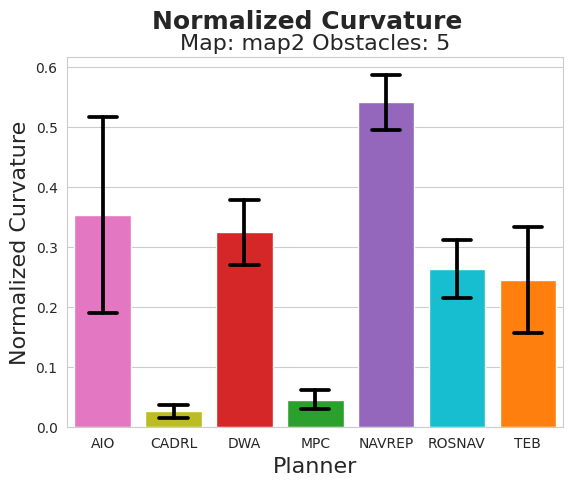 Normalized Curvature
Map: map2 Obstacles: 5
Normalized Curvature
0.6
0.5
0.4
0.3
0.2
0.1
0.0
AIO CADRL DWA MPC NAVREP ROSNAV TEB
Planner